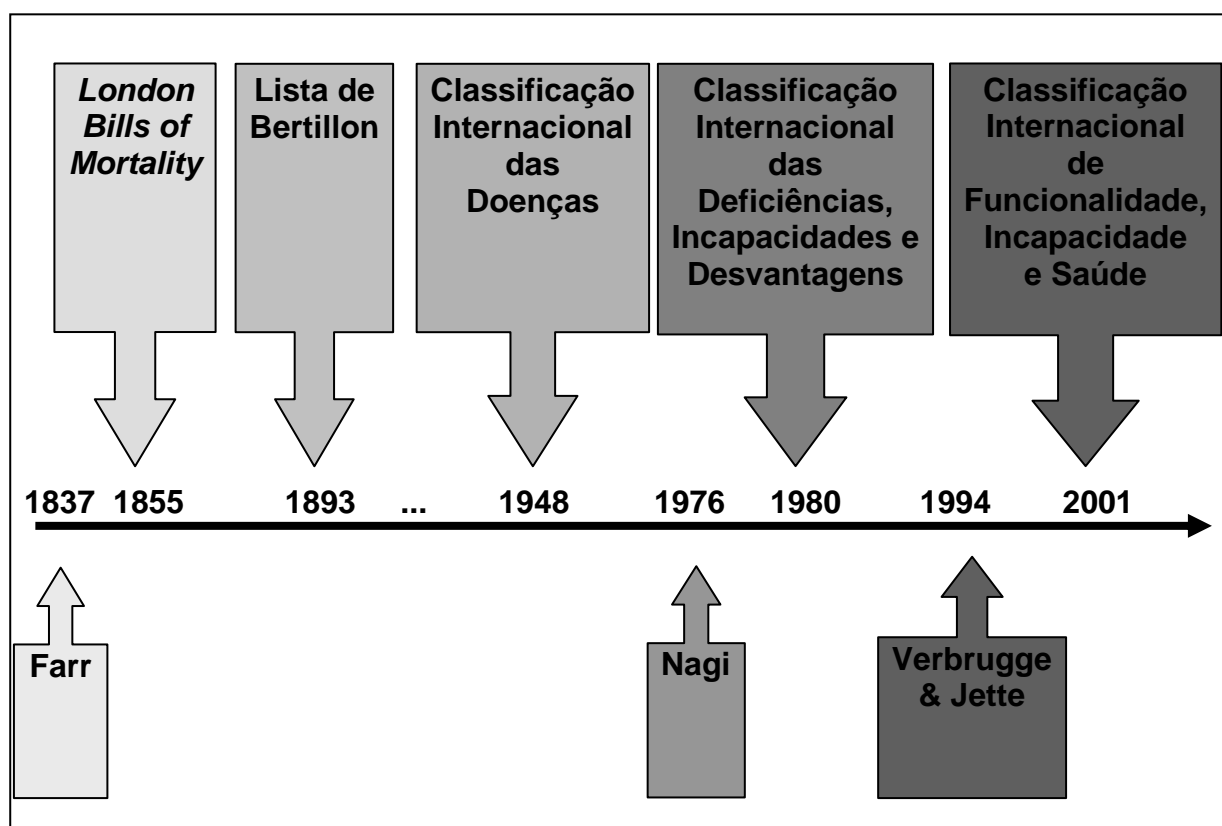 London
Bills of
Mortality
Lista de
Bertillon
Classificação
Internacional
das
Doenças
Classificação
Internacional
das
Deficiências,
Incapacidades e
Desvantagens
Classificação
Internacional
de
Funcionalidade,
Incapacidade
e Saúde
1837 1855 1893 ... 1948 1976 1980 1994 2001
Farr
Nagi
Verbrugge
& Jette